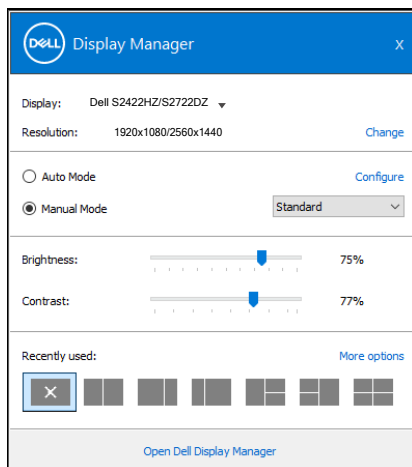 DELL Display Manager X
Display: Dell S2422HZ/S2722DZ
Resolution: 1920x1080/2560x1440 Change
Auto Mode Configure
Manual Mode Standard
Brightness: 75%
Contrast: 77%
Recently used: More options
Open Dell Display Manager